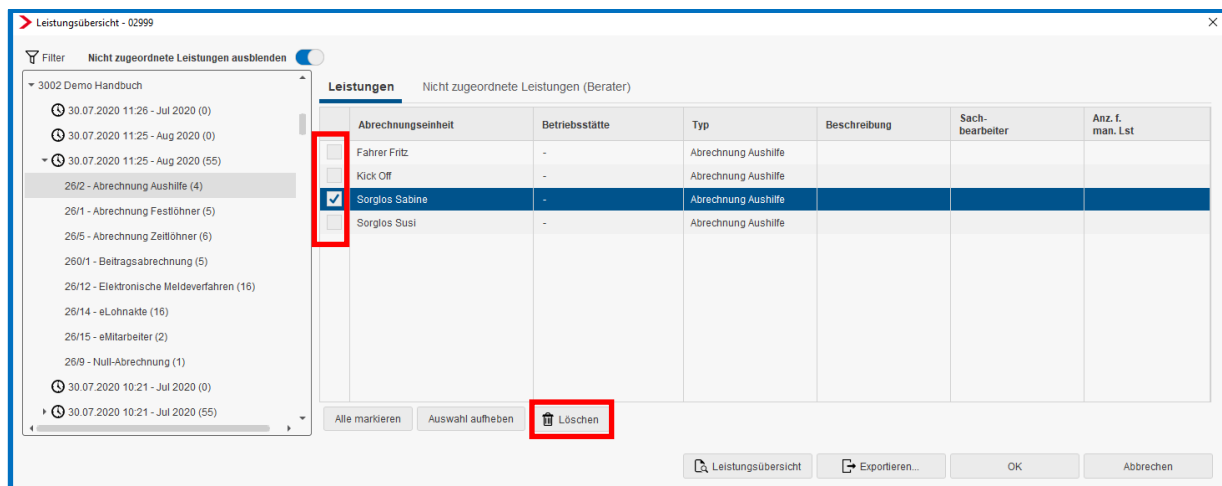 Leistungsübersicht - 02999
Filter Nicht zugeordnete Leistungen ausblenden
3002 Demo Handbuch
30.07.2020 11:26 - Jul 2020 (0)
30.07.2020 11:25 - Aug 2020 (0)
30.07.2020 11:25 - Aug 2020 (55)
26/2 - Abrechnung Aushilfe (4)
26/1 - Abrechnung Festlöhner (5)
26/5 - Abrechnung Zeitlöhner (6)
260/1 - Beitragsabrechnung (5)
26/12 - Elektronische Meldeverfahren (16)
26/14 - eLohnakte (16)
26/15 - eMitarbeiter (2)
26/9 - Null-Abrechnung (1)
30.07.2020 10:21 - Jul 2020 (0)
30.07.2020 10:21 - Jul 2020 (55)
Leistungen Nicht zugeordnete Leistungen (Berater)
Abrechnungseinheit Betriebsstätte Typ Beschreibung Sach-
bearbeiter Anz. f.
man. Lst
Fahrer Fritz - Abrechnung Aushilfe
Kick Off - Abrechnung Aushilfe
Sorglos Sabine - Abrechnung Aushilfe
Sorglos Susi - Abrechnung Aushilfe
Alle markieren Auswahl aufheben Löschen
Leistungsübersicht Exportieren... OK Abbrechen